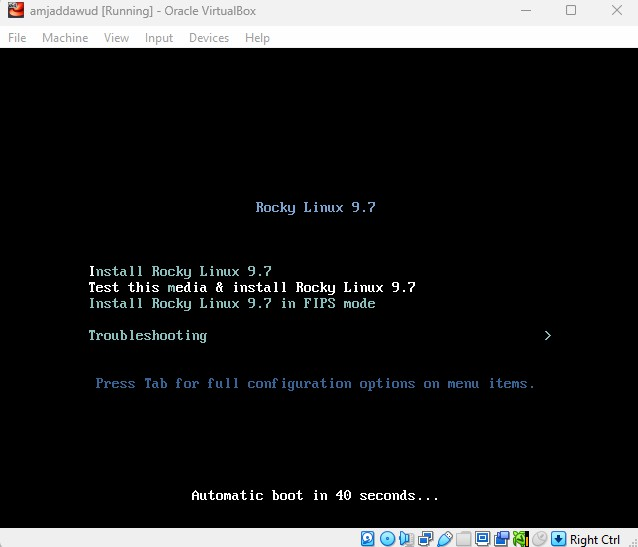 amjaddawud [Running] - Oracle VirtualBox
File Machine View Input Devices Help
Rocky Linux 9.7
Install Rocky Linux 9.7
Test this media & install Rocky Linux 9.7
Install Rocky Linux 9.7 in FIPS mode
Troubleshooting >
Press Tab for full configuration options on menu items.
Automatic boot in 40 seconds...
Right Ctrl